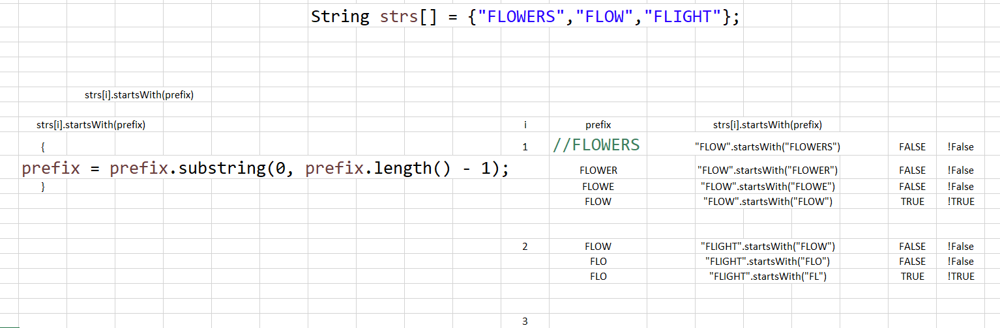 String strs[] = {"FLOWERS","FLOW","FLIGHT"};
strs[i].startsWith(prefix)
strs[i].startsWith(prefix) i prefix strs[i].startsWith(prefix)
{ 1 //FLOWERS "FLOW".startsWith("FLOWERS") FALSE !False
prefix = prefix.substring(0, prefix.length() - 1); FLOWER "FLOW".startsWith("FLOWER") FALSE !False
} FLOWE "FLOW".startsWith("FLOWE") FALSE !False
FLOW "FLOW".startsWith("FLOW") TRUE !TRUE
2 FLOW "FLIGHT".startsWith("FLOW") FALSE !False
FLO "FLIGHT".startsWith("FLO") FALSE !False
FLO "FLIGHT".startsWith("FL") TRUE !TRUE
3